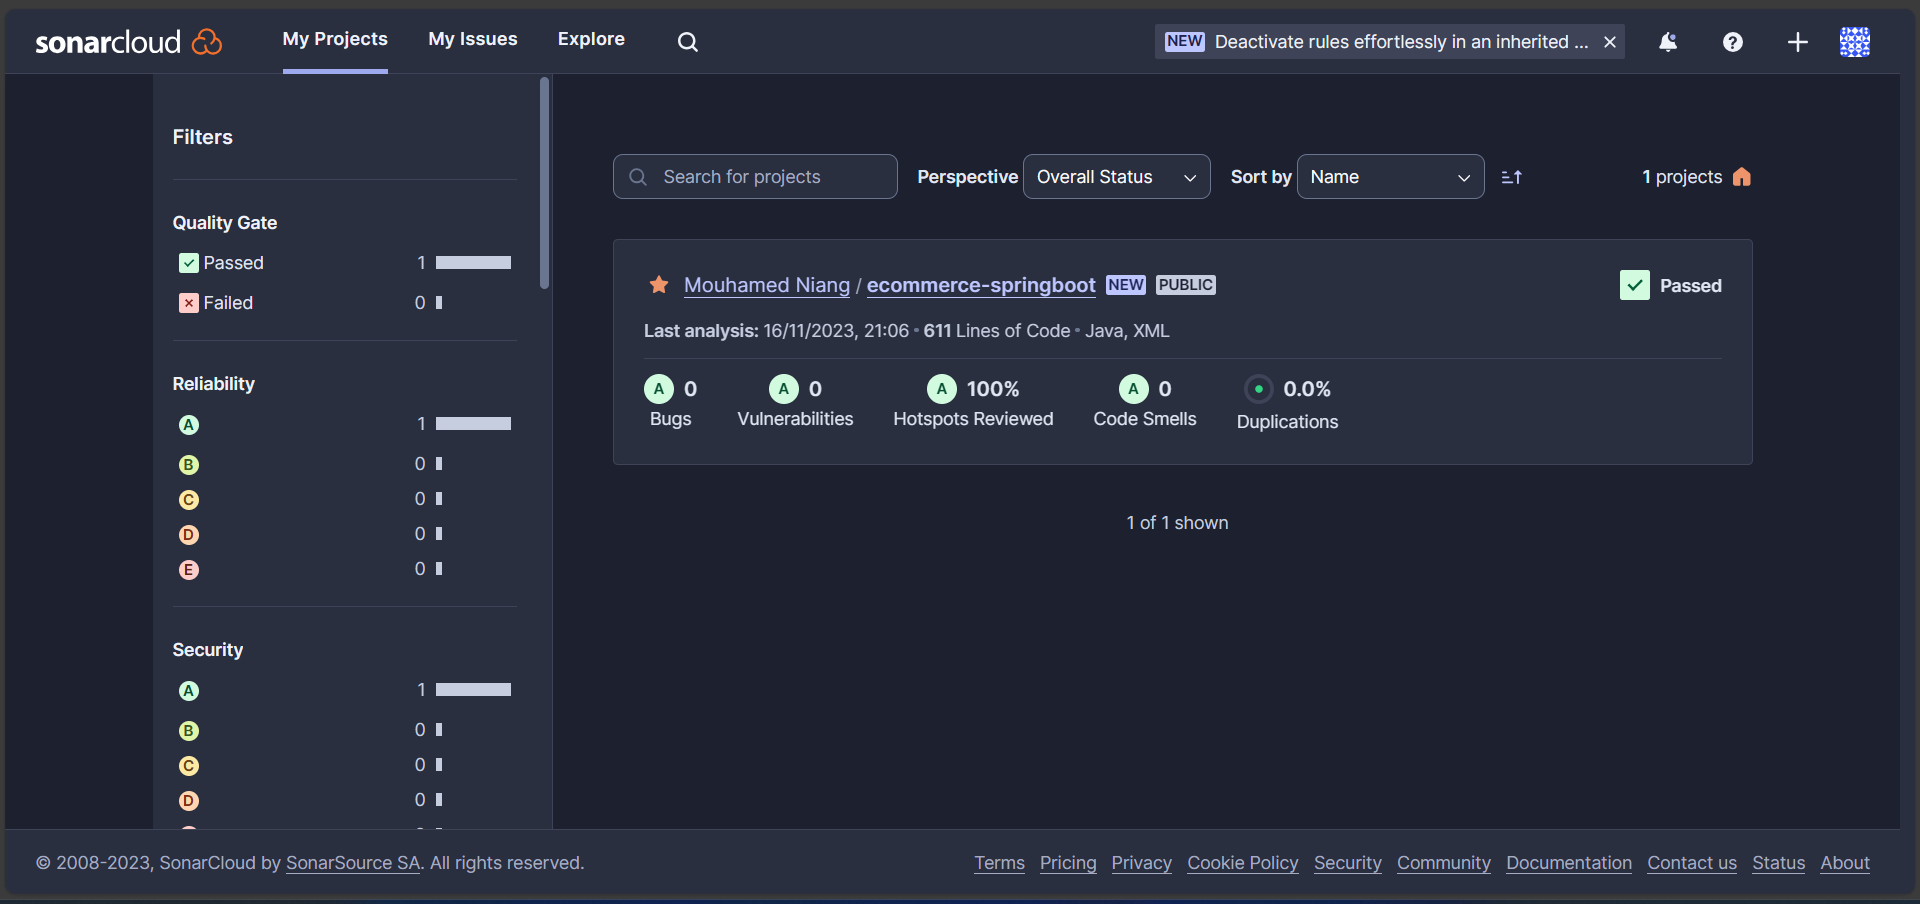 sonarcloud My Projects My Issues Explore NEW Deactivate rules effortlessly in an inherited ...
Filters
Quality Gate
Passed 1
Failed 0
Reliability
A 1
B 0
C 0
D 0
E 0
Security
A 1
B 0
C 0
D 0
Search for projects Perspective Overall Status Sort by Name 1 projects
Mouhamed Niang / ecommerce-springboot NEW PUBLIC Passed
Last analysis: 16/11/2023, 21:06 • 611 Lines of Code • Java, XML
A 0 A 0 A 100% A 0 0.0%
Bugs Vulnerabilities Hotspots Reviewed Code Smells Duplications
1 of 1 shown
© 2008-2023, SonarCloud by SonarSource SA. All rights reserved. Terms Pricing Privacy Cookie Policy Security Community Documentation Contact us Status About